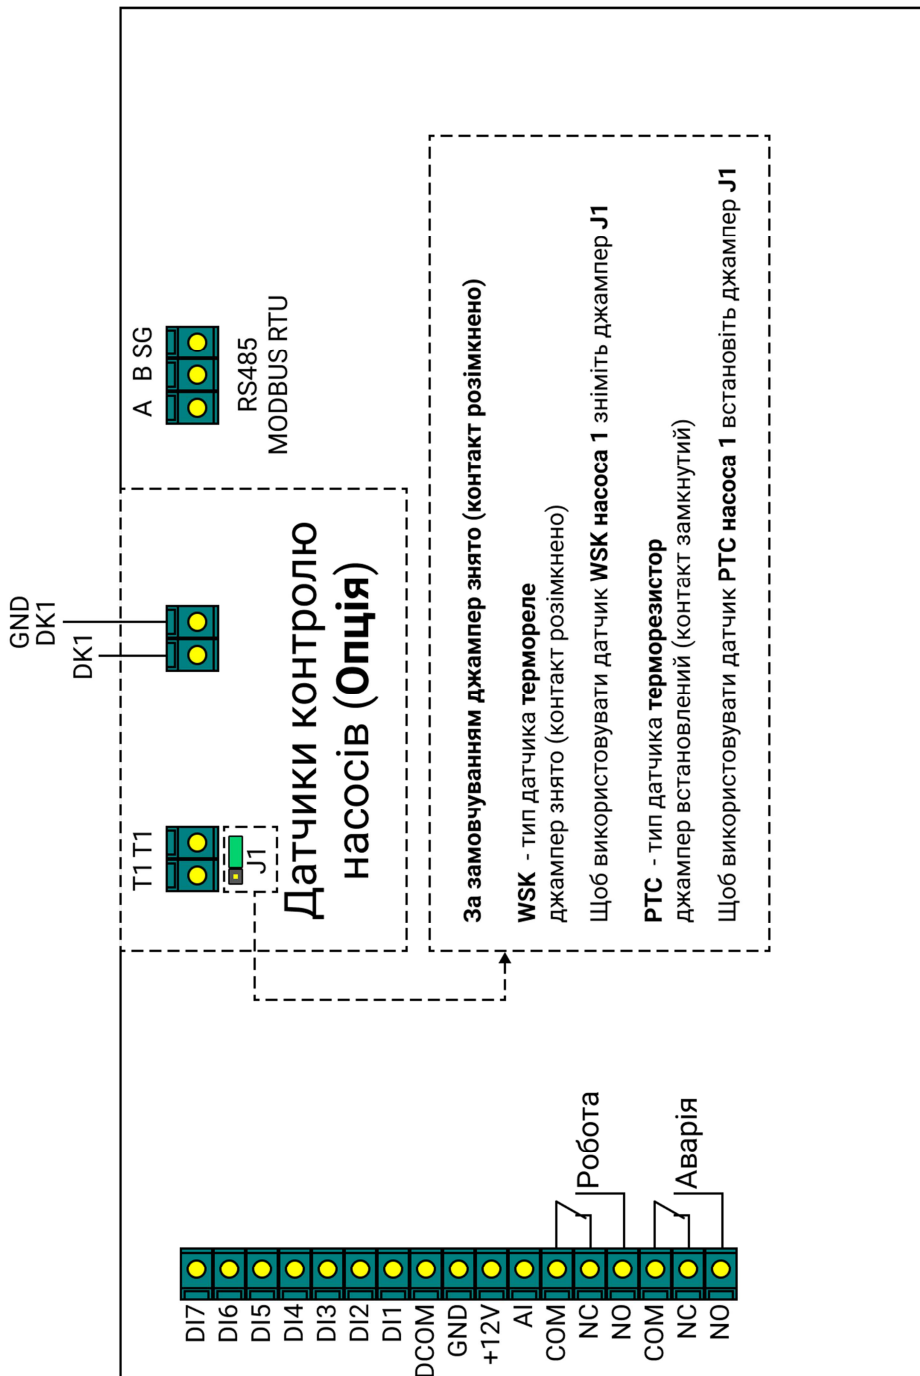 DI7
DI6
DI5
DI4
DI3
DI2
DI1
DCOM
GND
+12V
AI
COM
NC
NO
COM
NC
NO
Робота
Аварія
T1 T1
J1
DK1
GND
DK1
Датчики контролю
насосів (Опція)
A B SG
RS485
MODBUS RTU
За замовчуванням джампер знято (контакт розімкнено)
WSK - тип датчика термореле
джампер знято (контакт розімкнено)
Щоб використовувати датчик WSK насоса 1 зніміть джампер J1
PTC - тип датчика терморезистор
джампер встановлений (контакт замкнутий)
Щоб використовувати датчик PTC насоса 1 встановіть джампер J1